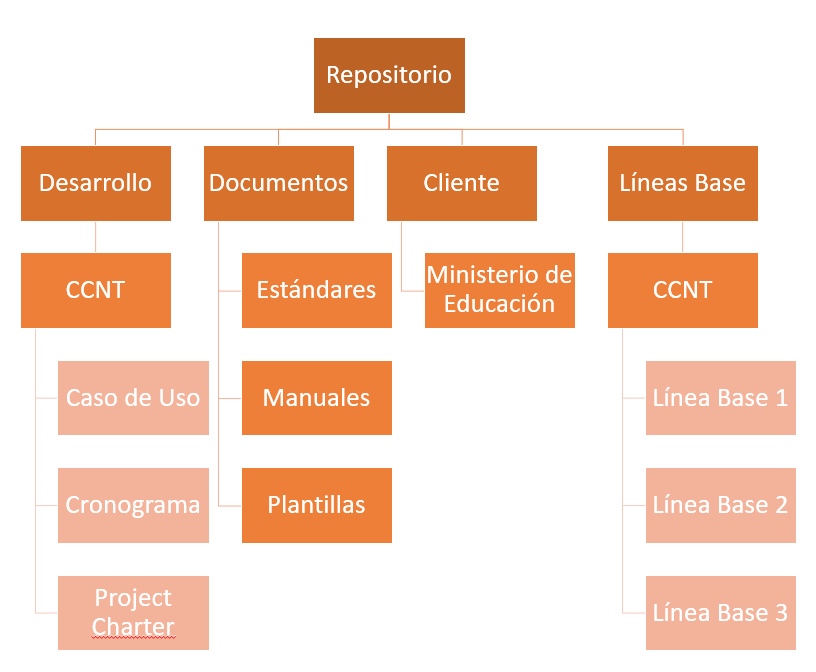 Repositorio
Desarrollo
Documentos
Cliente
Líneas Base
CCNT
Estándares
Ministerio de
Educación
CCNT
Caso de Uso
Manuales
Línea Base 1
Cronograma
Plantillas
Línea Base 2
Project
Charter
Línea Base 3